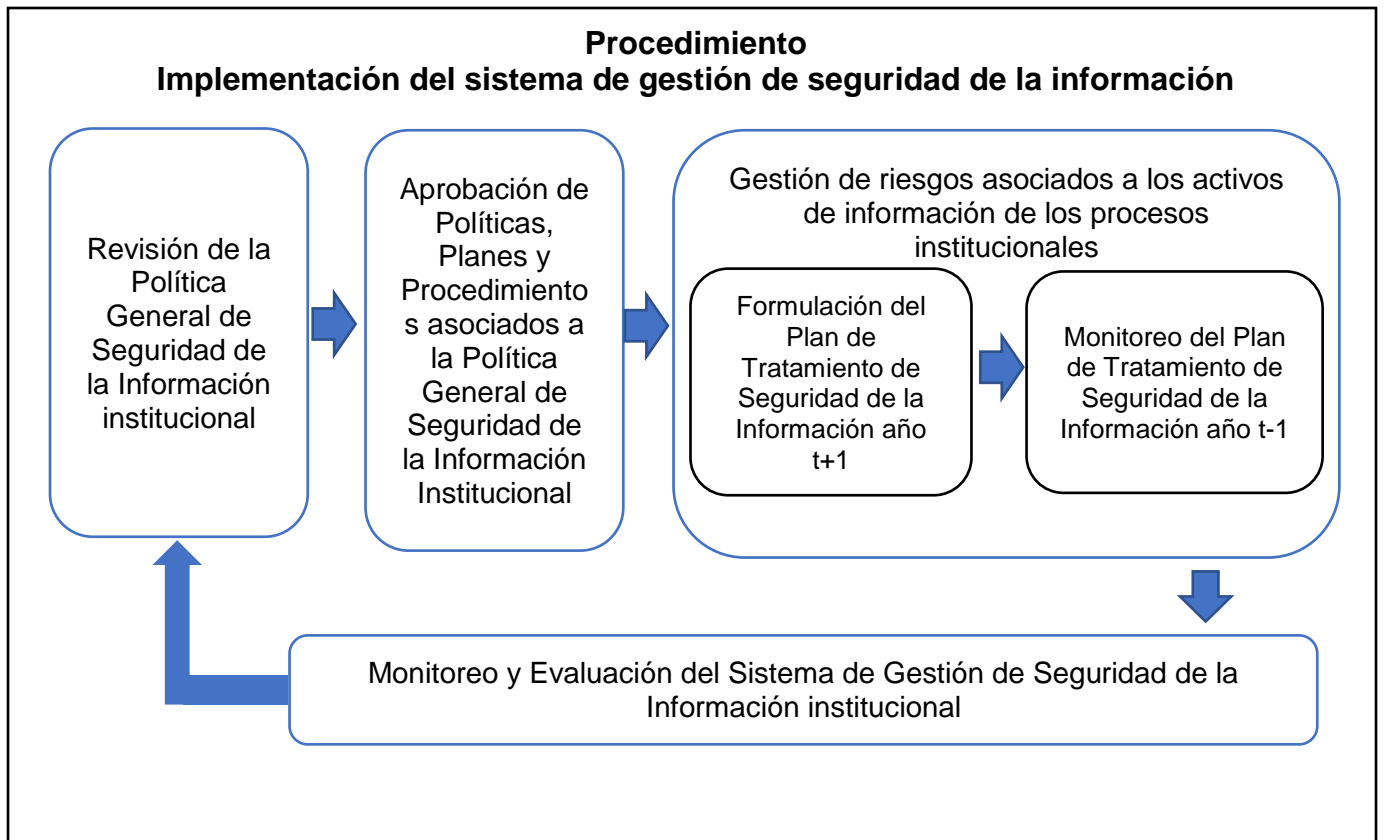 Procedimiento
Implementación del sistema de gestión de seguridad de la información
Revisión de la
Política
General de
Seguridad de
la Información
institucional
Aprobación de
Políticas,
Planes y
Procedimiento
s asociados a
la Política
General de
Seguridad de
la Información
Institucional
Gestión de riesgos asociados a los activos
de información de los procesos
institucionales
Formulación del
Plan de
Tratamiento de
Seguridad de la
Información año
t+1
Monitoreo del Plan
de Tratamiento de
Seguridad de la
Información año t-1
Monitoreo y Evaluación del Sistema de Gestión de Seguridad de la
Información institucional